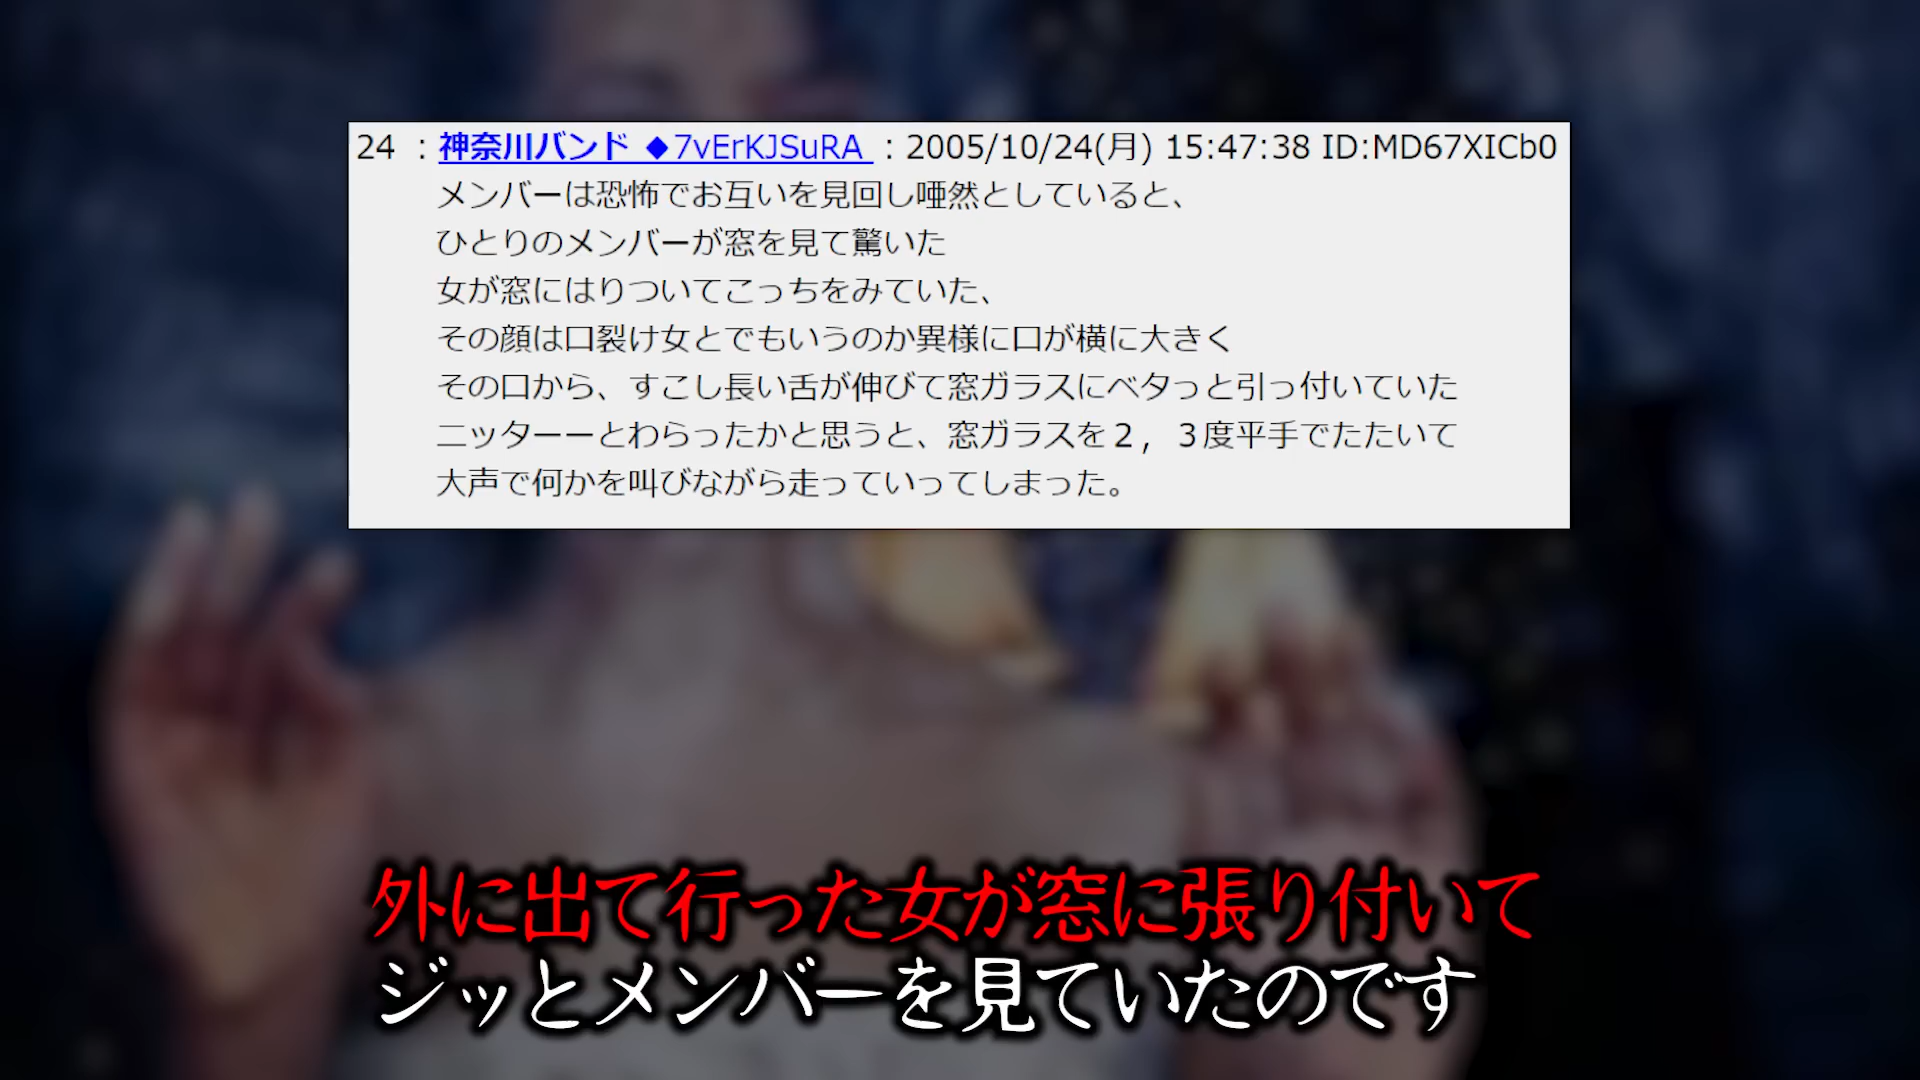 24 ：神奈川バンド ◆7vErKJSuRA ：2005/10/24(月) 15:47:38 ID:MD67XICb0
メンバーは恐怖でお互いを見回し唖然としていると、
ひとりのメンバーが窓を見て驚いた
女が窓にはりついてこっちをみていた、
その顔は口裂け女とでもいうのか異様に口が横に大きく
その口から、すこし長い舌が伸びて窓ガラスにベタっと引っ付いていた
ニッターーとわらったかと思うと、窓ガラスを２，３度平手でたたいて
大声で何かを叫びながら走っていってしまった。
外に出て行った女が窓に張り付いて
ジッとメンバーを見ていたのです